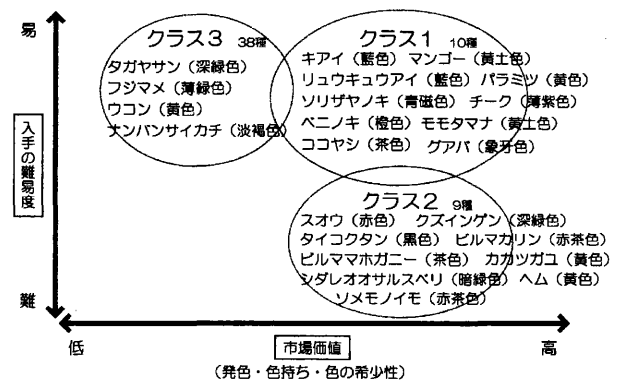 易
入手の難易度
難
クラス3 38種
タガヤサン（深緑色）
フジマメ（薄緑色）
ウコン（黄色）
ナンバンサイカチ（淡褐色）
クラス1 10種
キアイ（藍色） マンゴー（黄土色）
リュウキュウアイ（藍色） パラミツ（黄色）
ソリザヤノキ（青磁色） チーク（薄紫色）
ベニノキ（橙色） モモタマナ（黄土色）
ココヤシ（茶色） グアバ（象牙色）
クラス2 9種
スオウ（赤色） クズインゲン（深緑色）
タイコクタン（黒色） ビルマカリン（赤茶色）
ビルママホガニー（茶色） カカツガユ（黄色）
シダレオオサルスベリ（暗緑色） ヘム（黄色）
ソメモノイモ（赤茶色）
低 市場価値 高
（発色・色持ち・色の希少性）